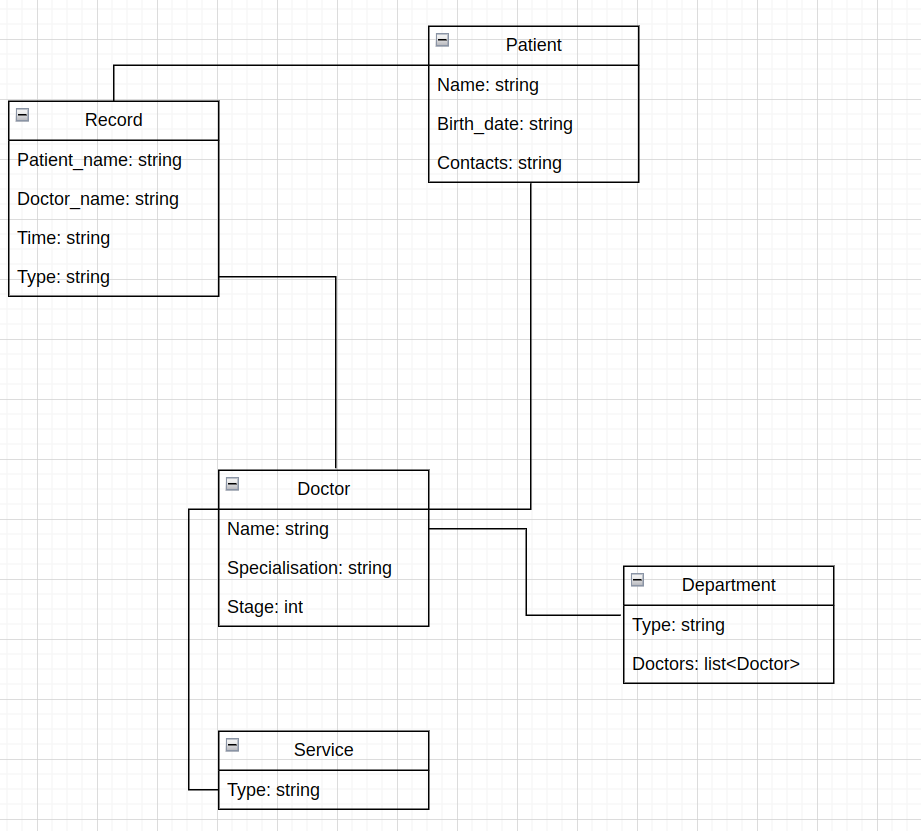 Patient
Name: string
Birth_date: string
Contacts: string
Record
Patient_name: string
Doctor_name: string
Time: string
Type: string
Doctor
Name: string
Specialisation: string
Stage: int
Department
Type: string
Doctors: list<Doctor>
Service
Type: string